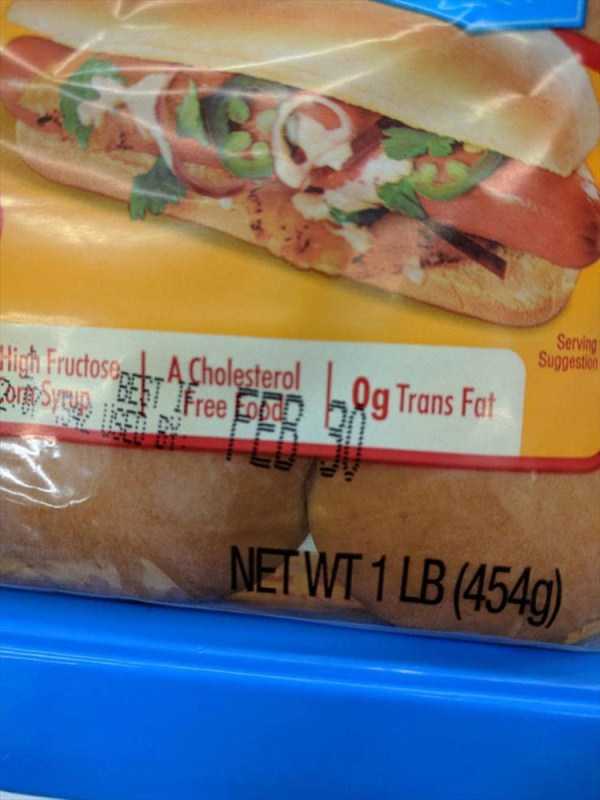 Serving
Suggestion
High Fructose
Corn Syrup
A Cholesterol
Free Food
0g Trans Fat
BEST IF
USED BY
FEB 30
NET WT 1 LB (454g)